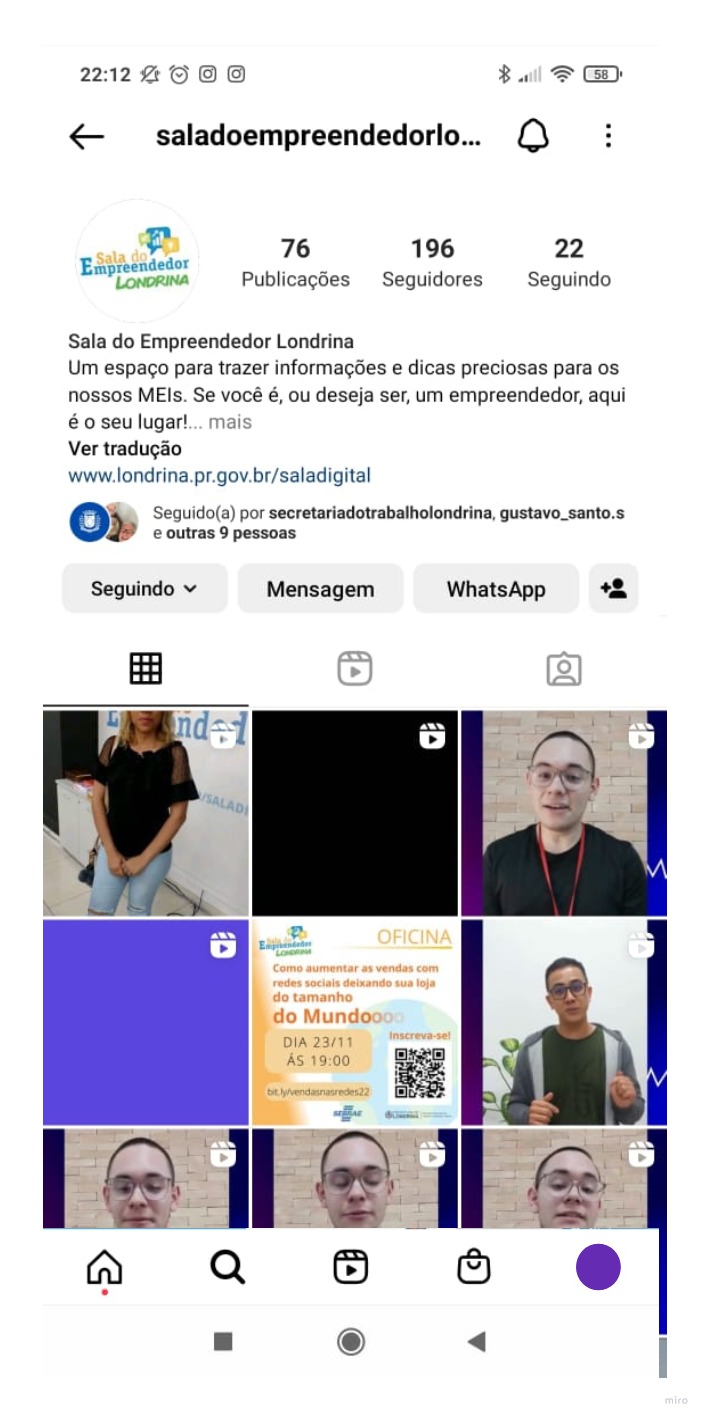 22:12
58
saladoempreendedorlo...
Sala do
Empreendedor
LONDRINA
76
196
22
Publicações
Seguidores
Seguindo
Sala do Empreendedor Londrina
Um espaço para trazer informações e dicas preciosas para os
nossos MEIs. Se você é, ou deseja ser, um empreendedor, aqui
é o seu lugar!... mais
Ver tradução
www.londrina.pr.gov.br/saladigital
Seguido(a) por secretariadotrabalholondrina, gustavo_santo.s
e outras 9 pessoas
Seguindo
Mensagem
WhatsApp
Sala do
Empreendedor
LONDRINA
OFICINA
Como aumentar as vendas com
redes sociais deixando sua loja
do tamanho
do Mundoooo
Inscreva-se!
DIA 23/11
ÁS 19:00
bit.ly/vendasnasredes22
SEBRAE
LONDRINA
miro